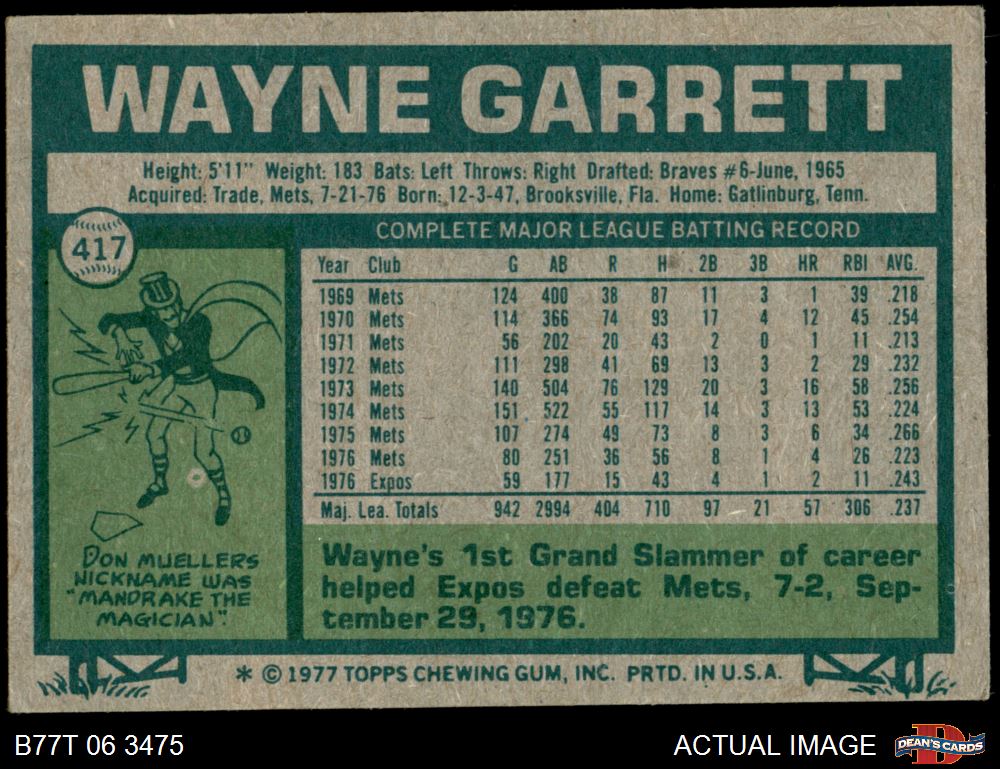 WAYNE GARRETT
Height: 5'11" Weight: 183 Bats: Left Throws: Right Drafted: Braves #6-June, 1965
Acquired: Trade, Mets, 7-21-76 Born: 12-3-47, Brooksville, Fla. Home: Gatlinburg, Tenn.
417
COMPLETE MAJOR LEAGUE BATTING RECORD
Year Club G AB R H 2B 3B HR RBI AVG.
1969 Mets 124 400 38 87 11 3 1 39 .218
1970 Mets 114 366 74 93 17 4 12 45 .254
1971 Mets 56 202 20 43 2 0 1 11 .213
1972 Mets 111 298 41 69 13 3 2 29 .232
1973 Mets 140 504 76 129 20 3 16 58 .256
1974 Mets 151 522 55 117 14 3 13 53 .224
1975 Mets 107 274 49 73 8 3 6 34 .266
1976 Mets 80 251 36 56 8 1 4 26 .223
1976 Expos 59 177 15 43 4 1 2 11 .243
Maj. Lea. Totals 942 2994 404 710 97 21 57 306 .237
DON MUELLERS
NICKNAME WAS
"MANDRAKE THE
MAGICIAN".
Wayne's 1st Grand Slammer of career
helped Expos defeat Mets, 7-2, Sep-
tember 29, 1976.
* © 1977 TOPPS CHEWING GUM, INC. PRTD. IN U.S.A.
B77T 06 3475
ACTUAL IMAGE
D
DEAN'S CARDS